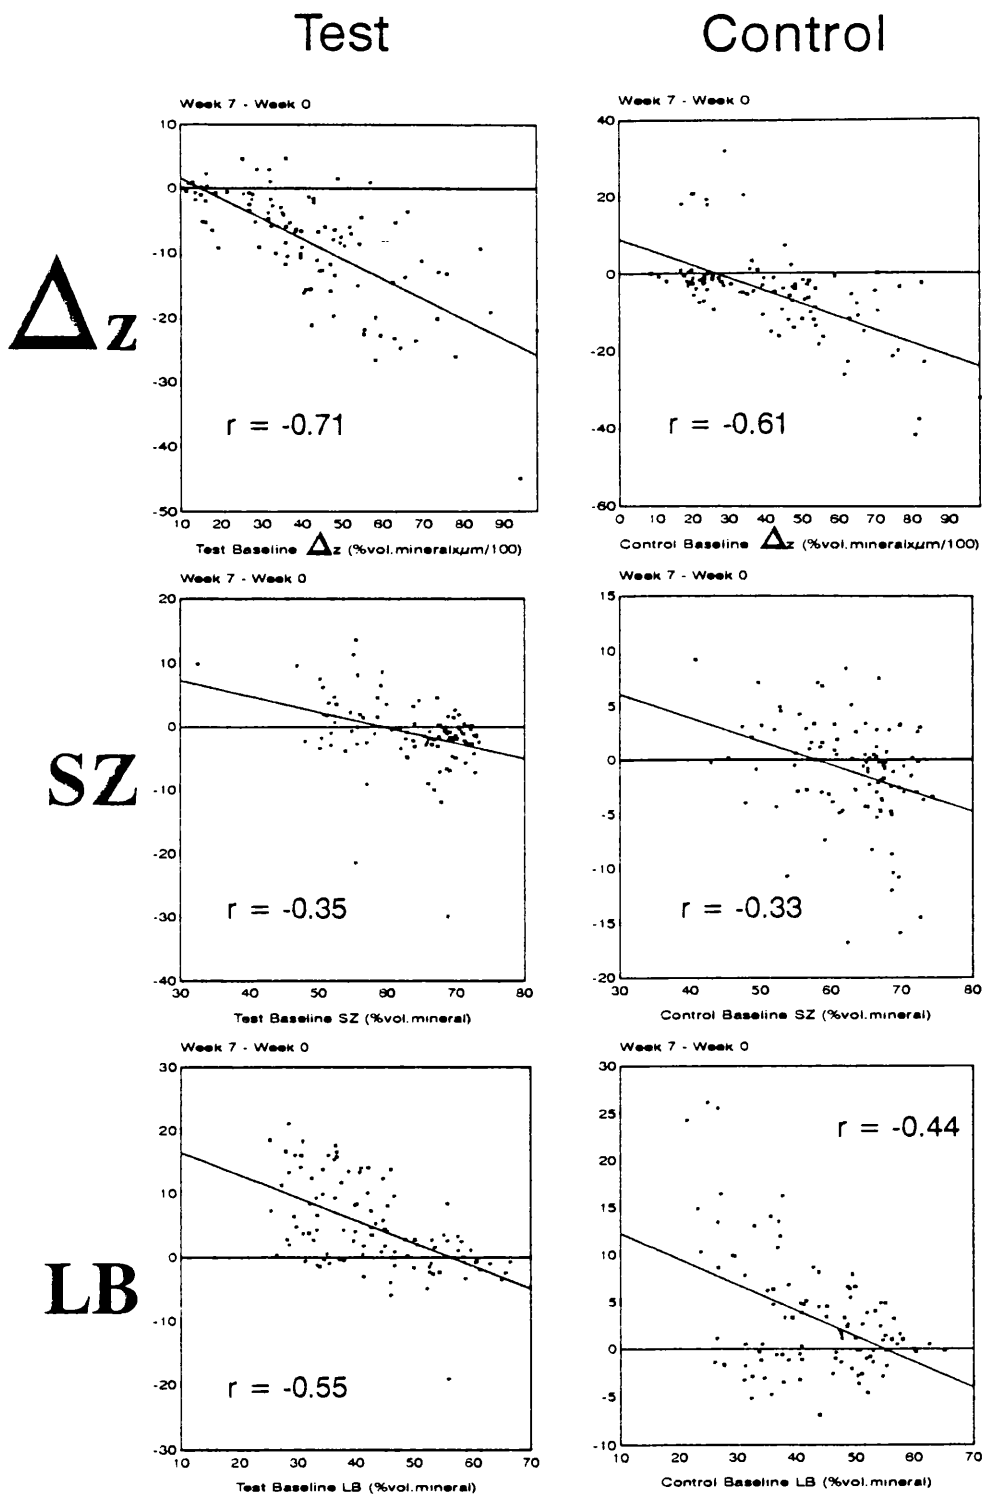 Test Control
Week 7 - Week 0
10
0
-10
-20
-30
-40
-50
r = -0.71
10 20 30 40 50 60 70 80 90
Test Baseline Δz (%vol.mineralxµm/100)
Week 7 - Week 0
40
20
0
-20
-40
-60
r = -0.61
0 10 20 30 40 50 60 70 80 90
Control Baseline Δz (%vol.mineralxµm/100)
Δz
Week 7 - Week 0
20
10
0
-10
-20
-30
-40
r = -0.35
30 40 50 60 70 80
Test Baseline SZ (%vol.mineral)
Week 7 - Week 0
15
10
5
0
-5
-10
-15
-20
r = -0.33
30 40 50 60 70 80
Control Baseline SZ (%vol.mineral)
SZ
Week 7 - Week 0
30
20
10
0
-10
-20
-30
r = -0.55
10 20 30 40 50 60 70
Test Baseline LB (%vol.mineral)
Week 7 - Week 0
30
25
20
15
10
5
0
-5
-10
r = -0.44
10 20 30 40 50 60 70
Control Baseline LB (%vol.mineral)
LB